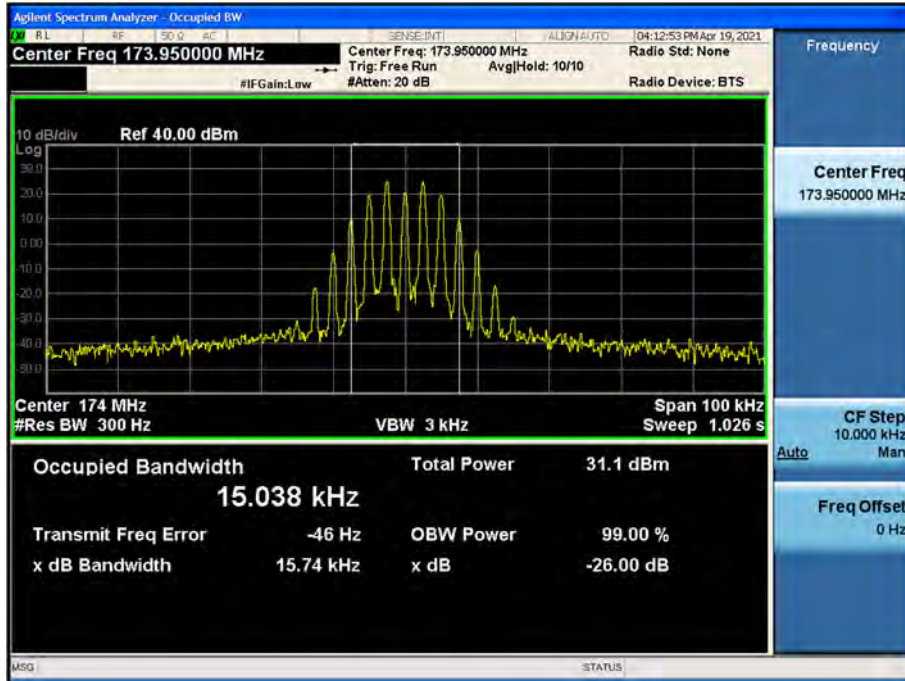 Agilent Spectrum Analyzer - Occupied BW
LXI RL RF 50 Ω AC SENSE:INT ALIGN AUTO 04:12:53 PM Apr 19, 2021
Center Freq 173.950000 MHz
Center Freq: 173.950000 MHz
Radio Std: None
Trig: Free Run Avg|Hold: 10/10
#IFGain:Low
#Atten: 20 dB
Radio Device: BTS
Frequency
10 dB/div Ref 40.00 dBm
Log
30.0
20.0
10.0
0.00
-10.0
-20.0
-30.0
-40.0
-50.0
Center 174 MHz
Span 100 kHz
#Res BW 300 Hz
VBW 3 kHz
Sweep 1.026 s
Center Freq
173.950000 MHz
CF Step
10.000 kHz
Auto Man
Freq Offset
0 Hz
Occupied Bandwidth
Total Power 31.1 dBm
15.038 kHz
Transmit Freq Error -46 Hz
OBW Power 99.00 %
x dB Bandwidth 15.74 kHz
x dB -26.00 dB
MSG
STATUS